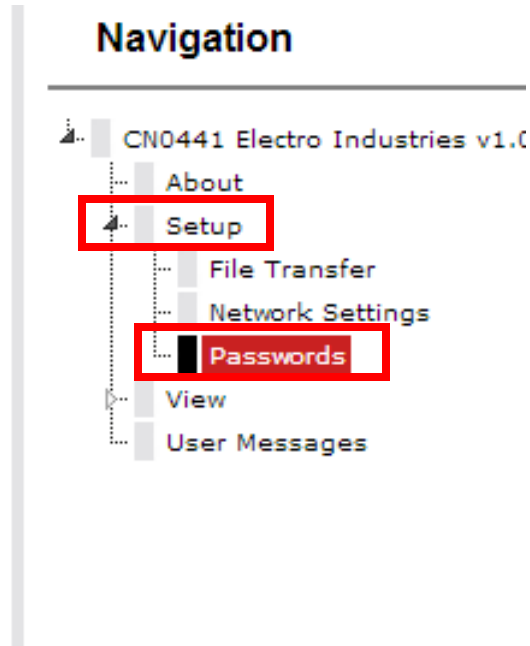 Navigation
CN0441 Electro Industries v1.0
About
Setup
File Transfer
Network Settings
Passwords
View
User Messages